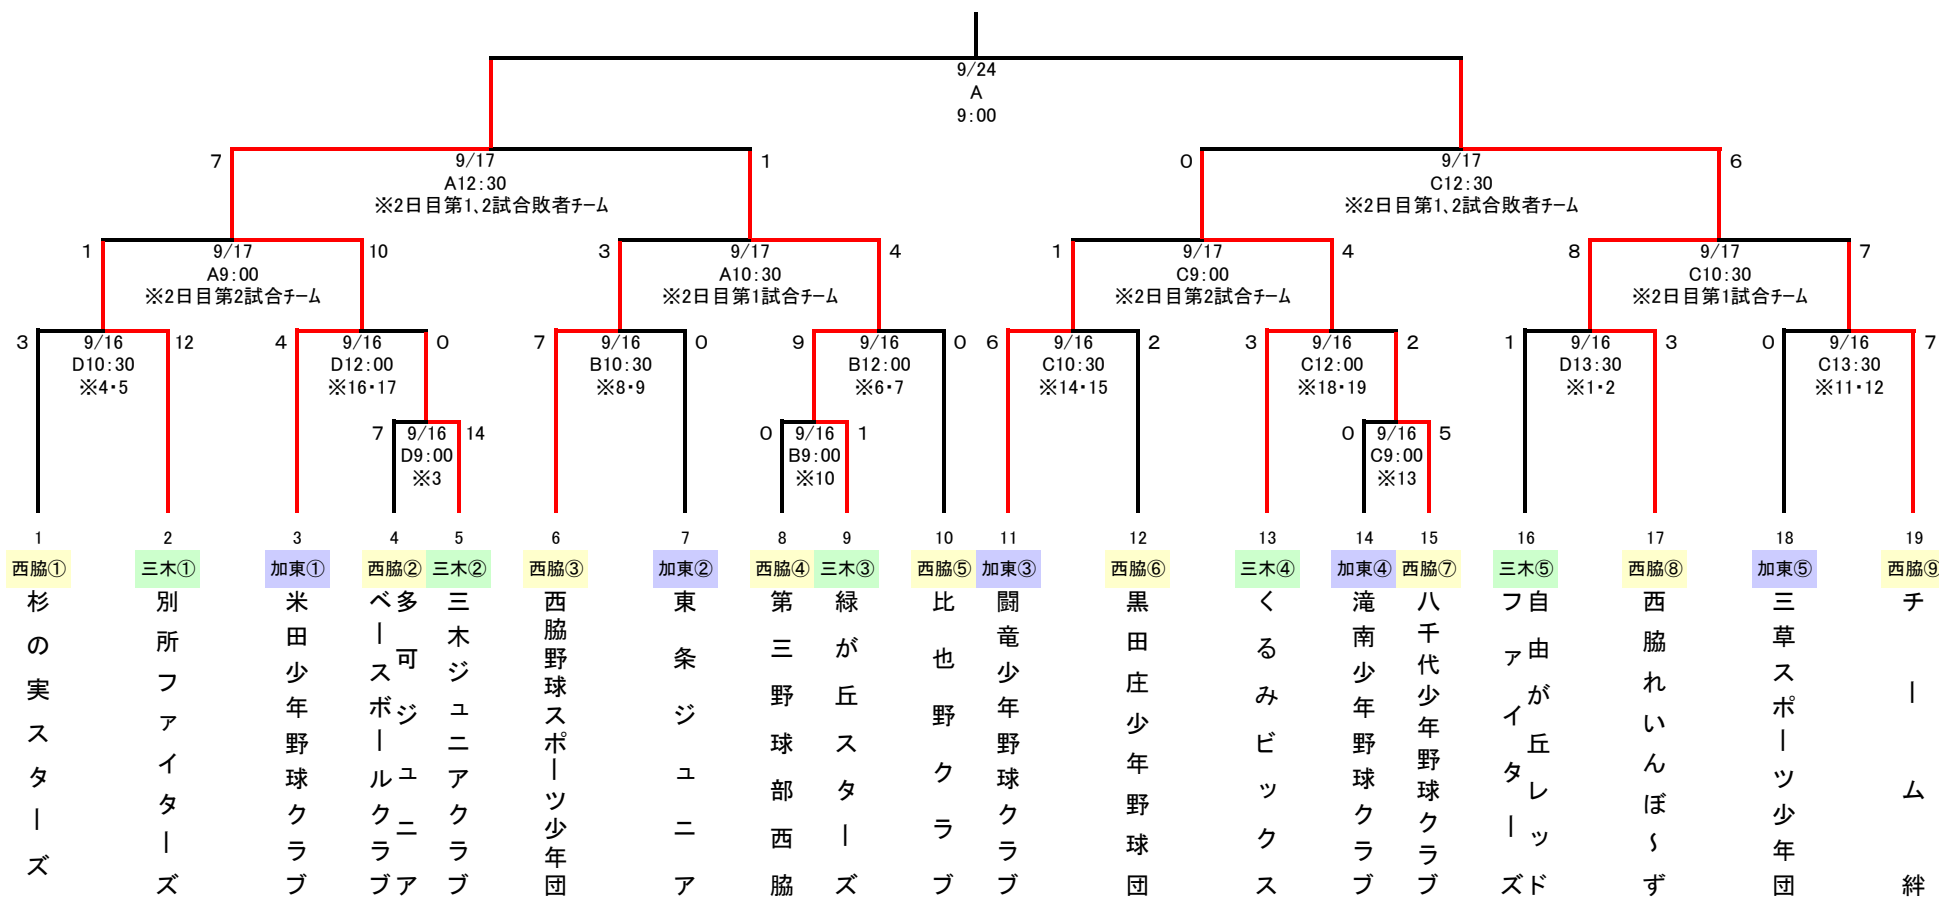 9/24
A
9:00
7 9/17 1
A12:30
※2日目第1、2試合敗者チーム
0 9/17 6
C12:30
※2日目第1、2試合敗者チーム
1 9/17 10
A9:00
※2日目第2試合チーム
3 9/17 4
A10:30
※2日目第1試合チーム
1 9/17 4
C9:00
※2日目第2試合チーム
8 9/17 7
C10:30
※2日目第1試合チーム
3 9/16 12
D10:30
※4・5
4 9/16 0
D12:00
※16・17
7 9/16 0
B10:30
※8・9
9 9/16 0
B12:00
※6・7
6 9/16 2
C10:30
※14・15
3 9/16 2
C12:00
※18・19
1 9/16 3
D13:30
※1・2
0 9/16 7
C13:30
※11・12
7 9/16 14
D9:00
※3
0 9/16 1
B9:00
※10
0 9/16 5
C9:00
※13
1 2 3 4 5 6 7 8 9 10 11 12 13 14 15 16 17 18 19
西脇① 三木① 加東① 西脇② 三木② 西脇③ 加東② 西脇④ 三木③ 西脇⑤ 加東③ 西脇⑥ 三木④ 加東④ 西脇⑦ 三木⑤ 西脇⑧ 加東⑤ 西脇⑨
杉の実スターズ
別所ファイターズ
米田少年野球クラブ
多可ジュニア
ベースボールクラブ
三木ジュニアクラブ
西脇野球スポーツ少年団
東条ジュニア
第三野球部西脇
緑が丘スターズ
比也野クラブ
闘竜少年野球クラブ
黒田庄少年野球団
くるみビックス
滝南少年野球クラブ
八千代少年野球クラブ
自由が丘レッド
ファイターズ
西脇れいんぼ～ず
三草スポーツ少年団
チーム絆